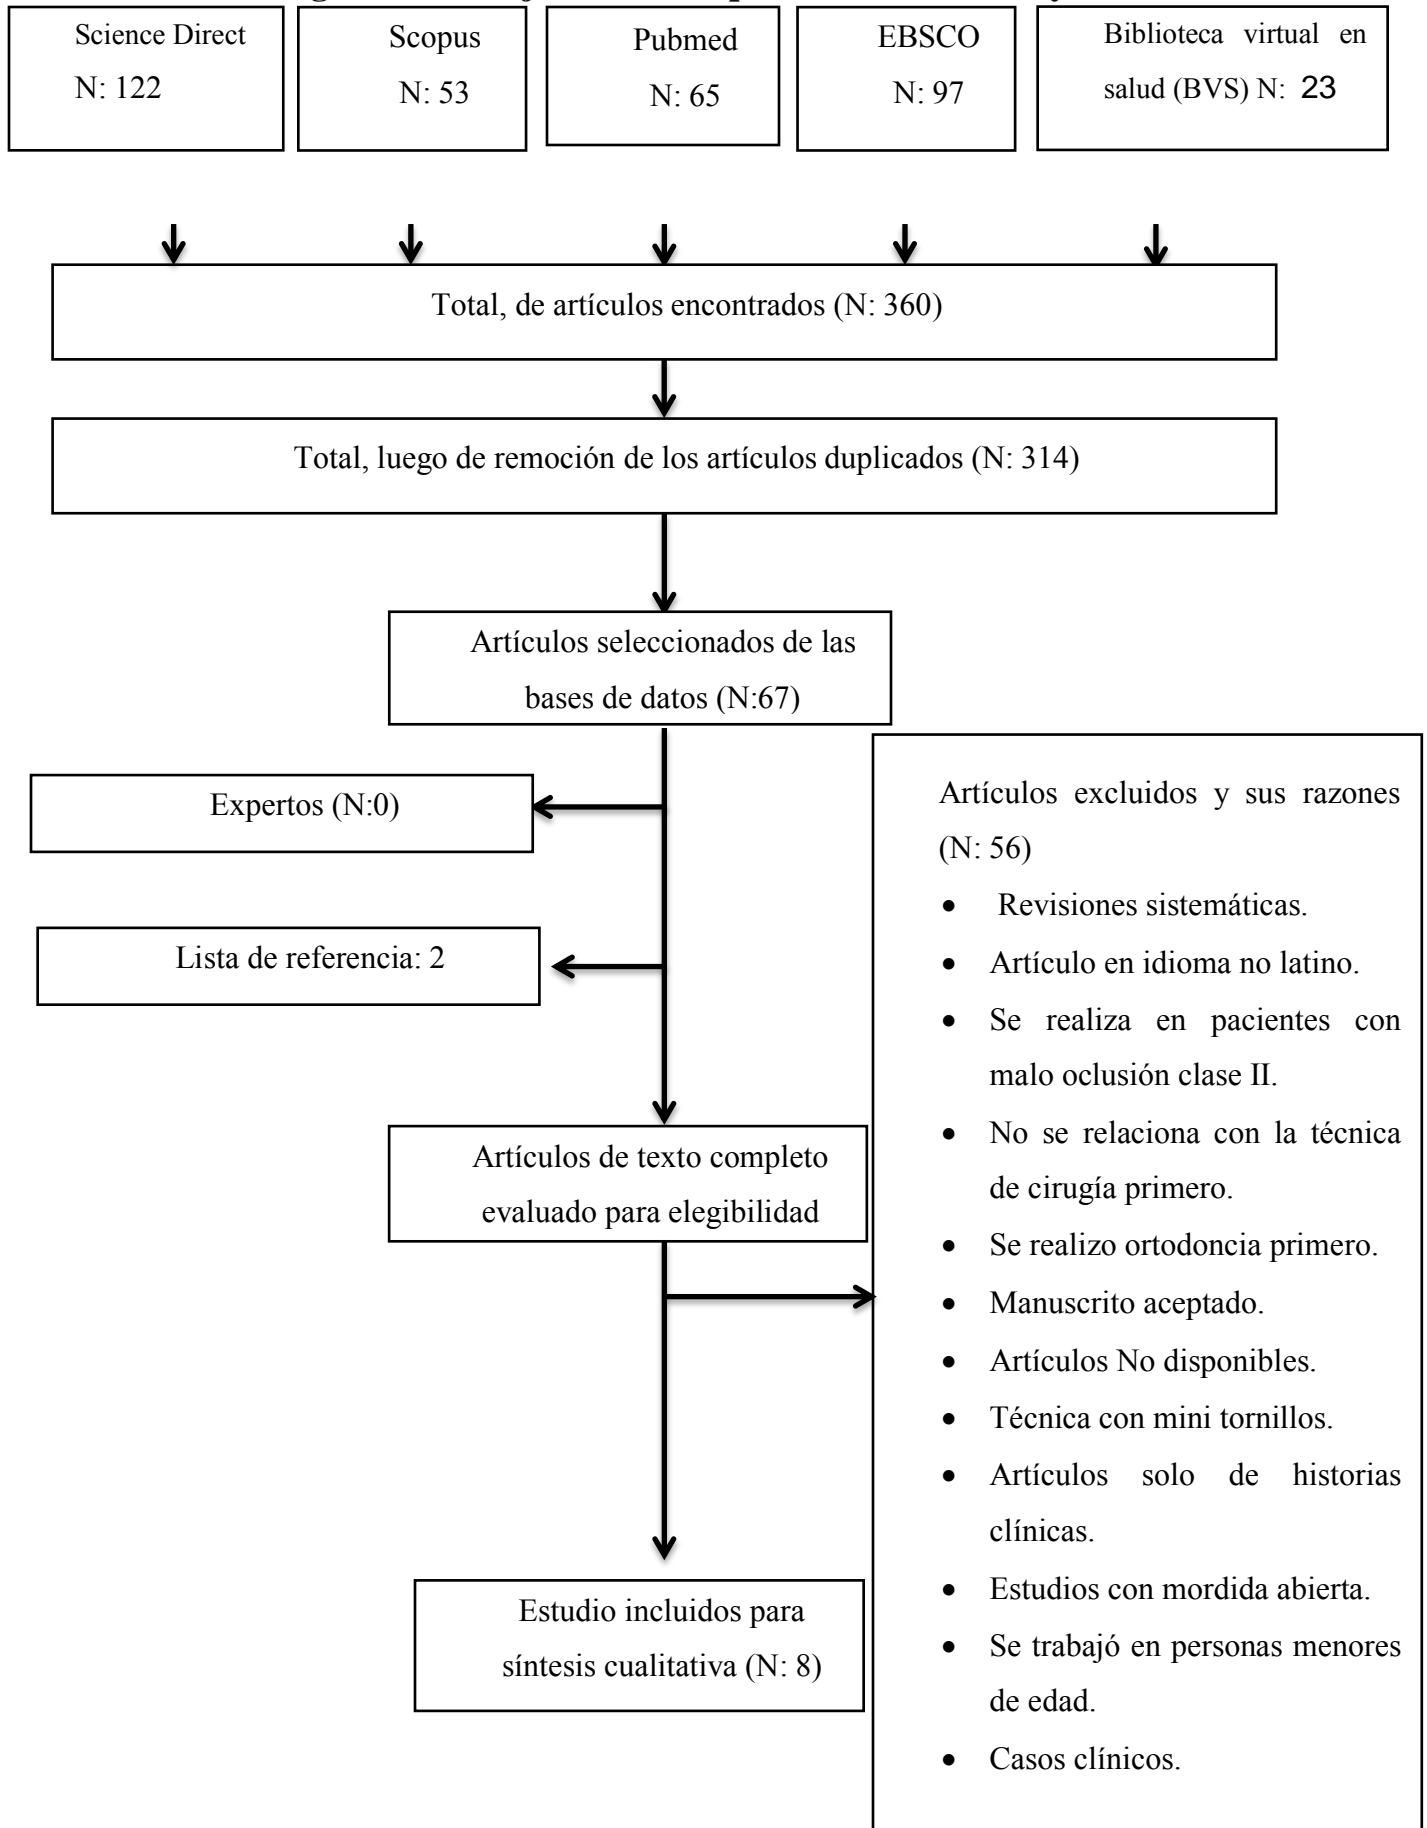 Science Direct
N: 122
Scopus
N: 53
Pubmed
N: 65
EBSCO
N: 97
Biblioteca virtual en
salud (BVS) N: 23
Total, de artículos encontrados (N: 360)
Total, luego de remoción de los artículos duplicados (N: 314)
Artículos seleccionados de las
bases de datos (N:67)
Expertos (N:0)
Lista de referencia: 2
Artículos de texto completo
evaluado para elegibilidad
Artículos excluidos y sus razones
(N: 56)
• Revisiones sistemáticas.
• Artículo en idioma no latino.
• Se realiza en pacientes con
malo oclusión clase II.
• No se relaciona con la técnica
de cirugía primero.
• Se realizo ortodoncia primero.
• Manuscrito aceptado.
• Artículos No disponibles.
• Técnica con mini tornillos.
• Artículos solo de historias
clínicas.
• Estudios con mordida abierta.
• Se trabajó en personas menores
de edad.
• Casos clínicos.
Estudio incluidos para
síntesis cualitativa (N: 8)